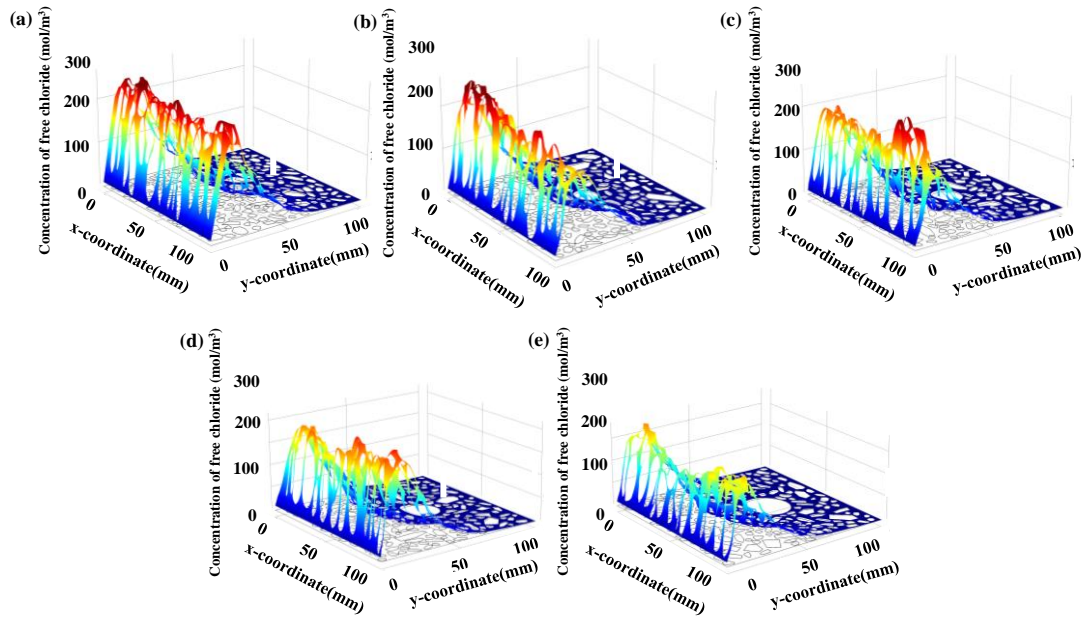 (a)
Concentration of free chloride (mol/m³)
300
200
100
0
0
50
100
x-coordinate(mm)
0
50
100
y-coordinate(mm)
(b)
Concentration of free chloride (mol/m³)
300
200
100
0
0
50
100
x-coordinate(mm)
0
50
100
y-coordinate(mm)
(c)
Concentration of free chloride (mol/m³)
300
200
100
0
0
50
100
x-coordinate(mm)
0
50
100
y-coordinate(mm)
(d)
Concentration of free chloride (mol/m³)
300
200
100
0
0
50
100
x-coordinate(mm)
0
50
100
y-coordinate(mm)
(e)
Concentration of free chloride (mol/m³)
300
200
100
0
0
50
100
x-coordinate(mm)
0
50
100
y-coordinate(mm)